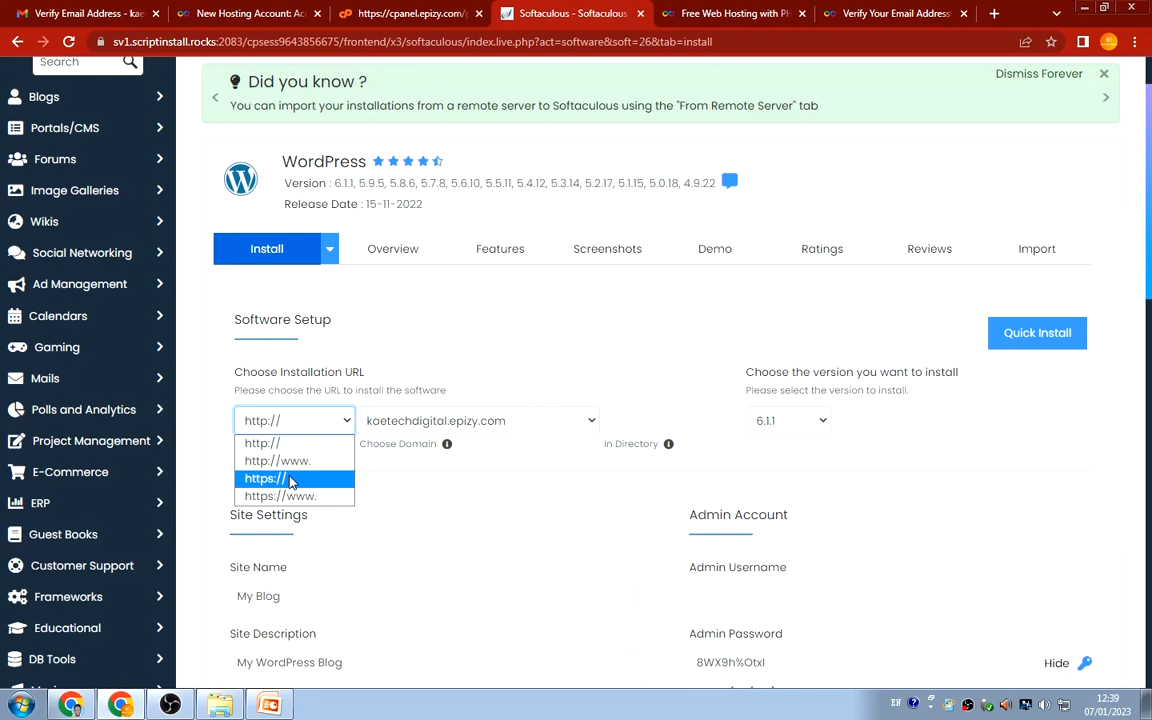 Verify Email Address - kae
New Hosting Account: Ac
https://cpanel.epizy.com/
Softaculous - Softaculous
Free Web Hosting with PH
Verify Your Email Address
sv1.scriptinstall.rocks:2083/cpsess9643856675/frontend/x3/softaculous/index.live.php?act=software&soft=26&tab=install
Search
Blogs
Portals/CMS
Forums
Image Galleries
Wikis
Social Networking
Ad Management
Calendars
Gaming
Mails
Polls and Analytics
Project Management
E-Commerce
ERP
Guest Books
Customer Support
Frameworks
Educational
DB Tools
Did you know ?
Dismiss Forever
You can import your installations from a remote server to Softaculous using the "From Remote Server" tab
WordPress
Version : 6.1.1, 5.9.5, 5.8.6, 5.7.8, 5.6.10, 5.5.11, 5.4.12, 5.3.14, 5.2.17, 5.1.15, 5.0.18, 4.9.22
Release Date : 15-11-2022
Install
Overview
Features
Screenshots
Demo
Ratings
Reviews
Import
Software Setup
Quick Install
Choose Installation URL
Please choose the URL to install the software
http://
kaetechdigital.epizy.com
http://
http://www.
https://
https://www.
Choose Domain
In Directory
Choose the version you want to install
Please select the version to install.
6.1.1
Site Settings
Site Name
My Blog
Site Description
My WordPress Blog
Admin Account
Admin Username
Admin Password
8WX9h%OtxI
Hide
EN
12:39
07/01/2023